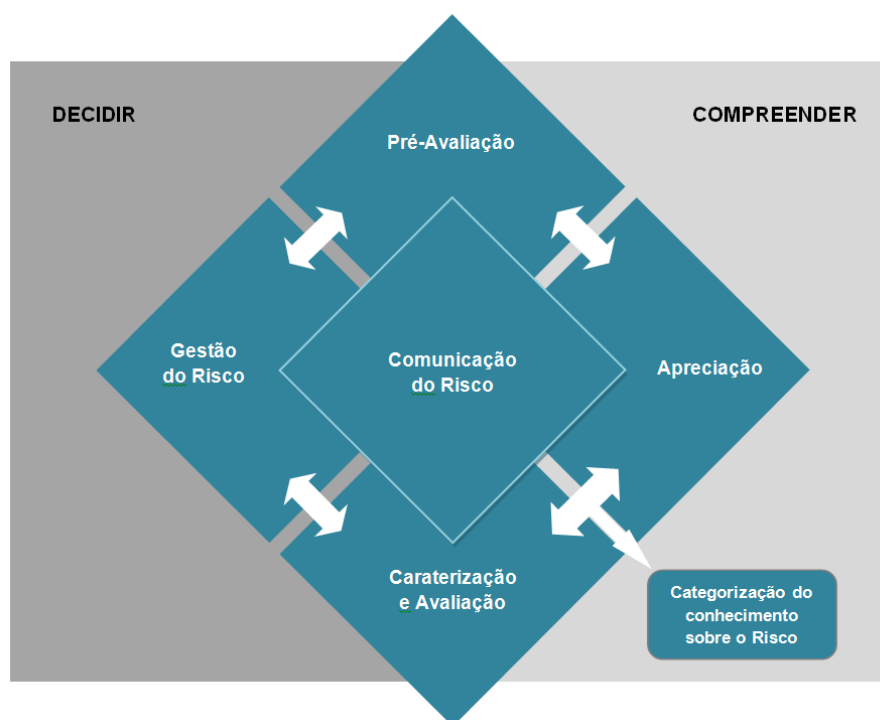 DECIDIR
COMPREENDER
Pré-Avaliação
Gestão
do Risco
Comunicação
do Risco
Apreciação
Caraterização
e Avaliação
Categorização do
conhecimento
sobre o Risco